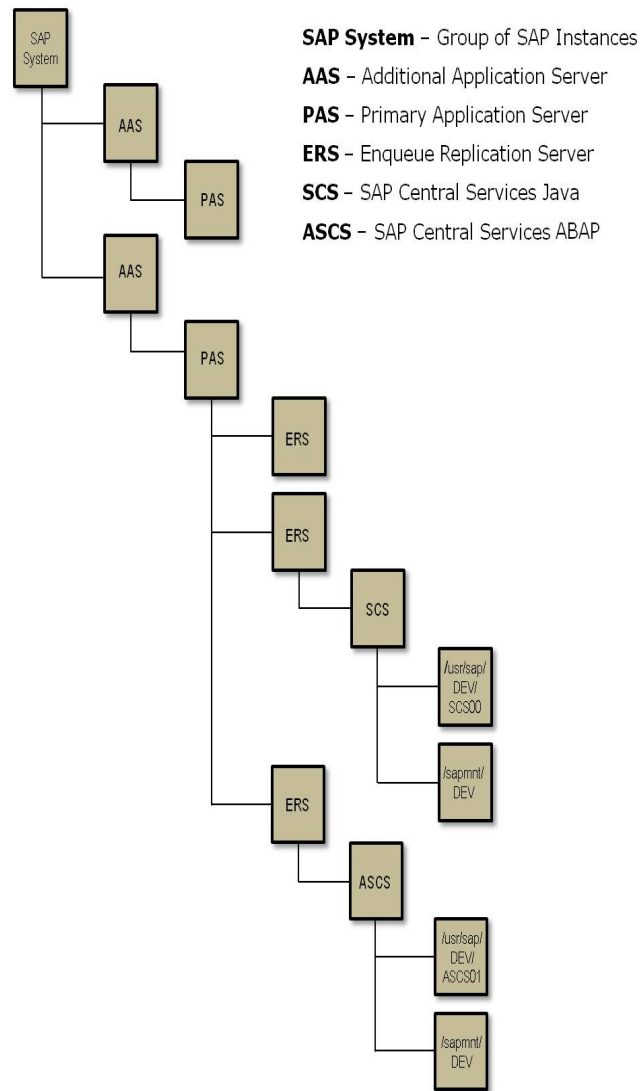 SAP
System
SAP System – Group of SAP Instances
AAS – Additional Application Server
PAS – Primary Application Server
ERS – Enqueue Replication Server
SCS – SAP Central Services Java
ASCS – SAP Central Services ABAP
AAS
PAS
AAS
PAS
ERS
ERS
SCS
/usr/sap/
DEV/
SCS00
/sapmnt/
DEV
ERS
ASCS
/usr/sap/
DEV/
ASCS01
/sapmnt/
DEV